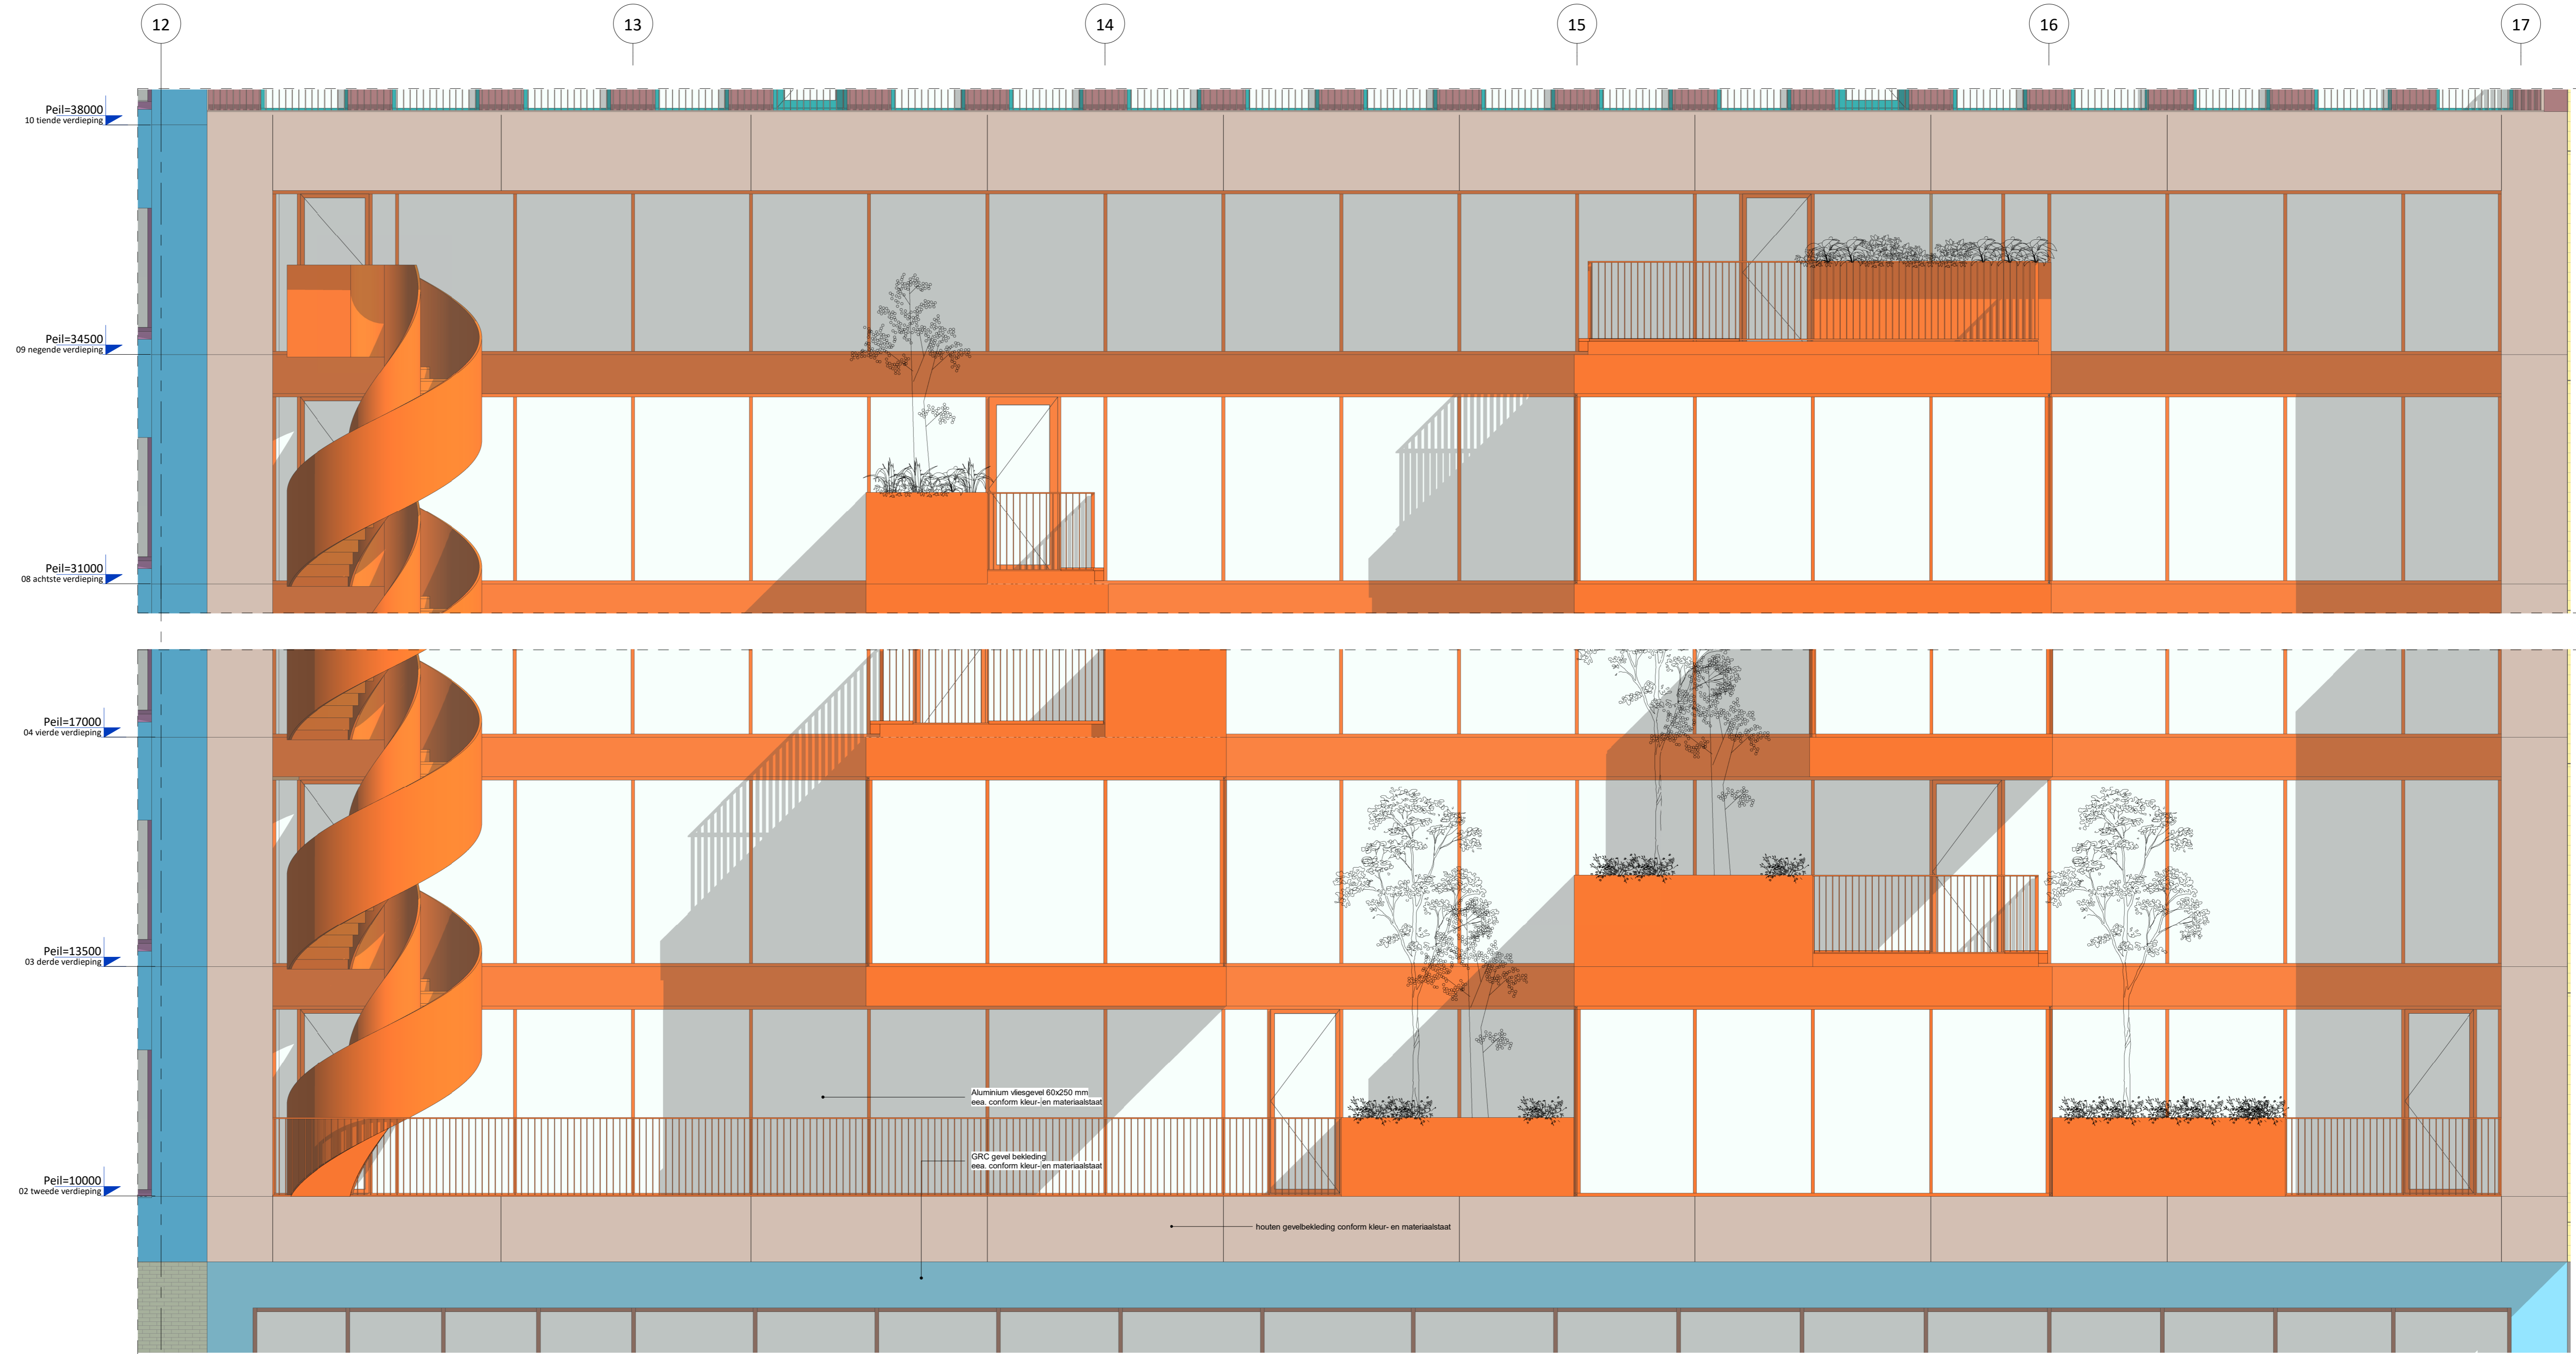 12
13
14
15
16
17
Peil=38000
10 tiende verdieping
Peil=34500
09 negende verdieping
Peil=31000
08 achtste verdieping
Peil=17000
04 vierde verdieping
Peil=13500
03 derde verdieping
Aluminium vliesgevel 60x250 mm
eea. conform kleur- en materiaalstaat
GRC gevel bekleding
eea. conform kleur- en materiaalstaat
Peil=10000
02 tweede verdieping
houten gevelbekleding conform kleur- en materiaalstaat